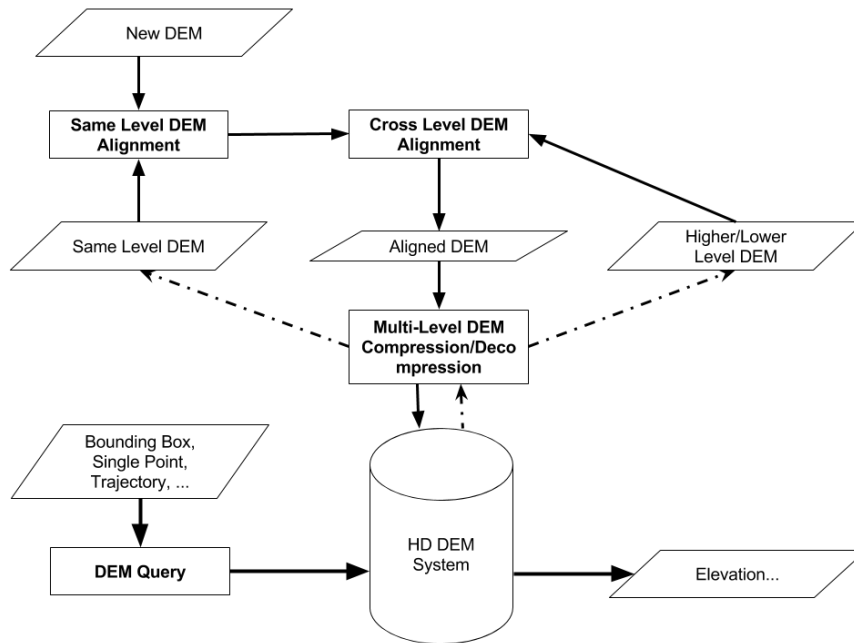 New DEM
Same Level DEM
Alignment
Cross Level DEM
Alignment
Same Level DEM
Aligned DEM
Higher/Lower
Level DEM
Multi-Level DEM
Compression/Deco
mpression
Bounding Box,
Single Point,
Trajectory, ...
DEM Query
HD DEM
System
Elevation...